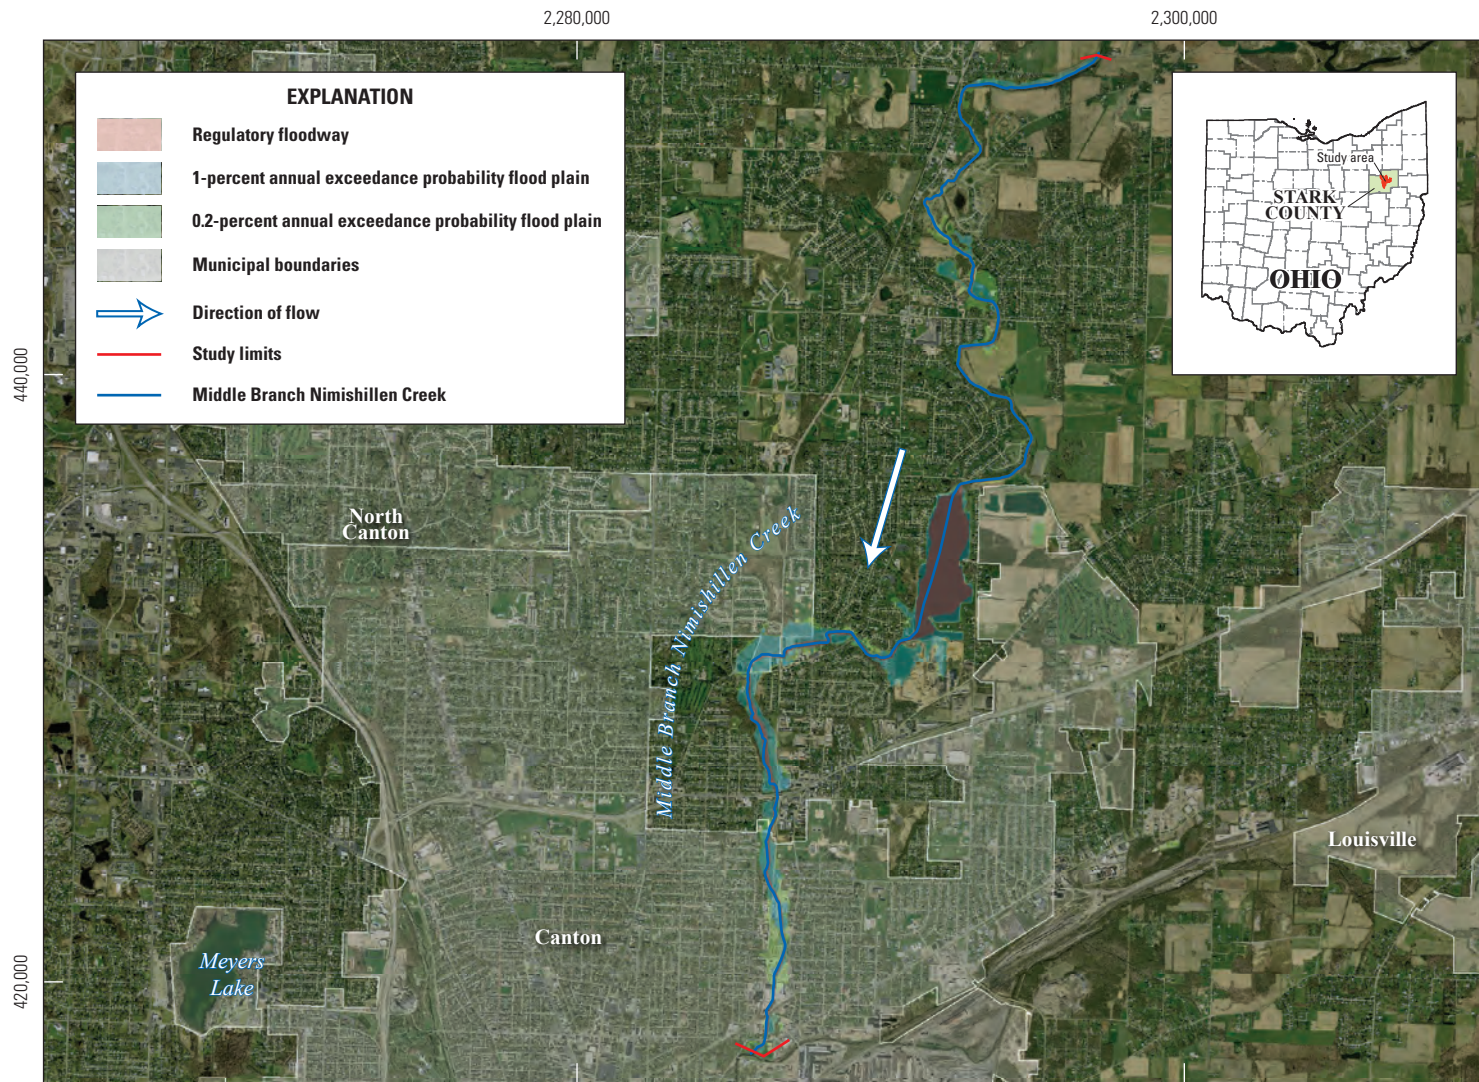 2,280,000
2,300,000
440,000
420,000
EXPLANATION
Regulatory floodway
1-percent annual exceedance probability flood plain
0.2-percent annual exceedance probability flood plain
Municipal boundaries
Direction of flow
Study limits
Middle Branch Nimishillen Creek
Study area
STARK
COUNTY
OHIO
North
Canton
Middle Branch Nimishillen Creek
Louisville
Canton
Meyers
Lake